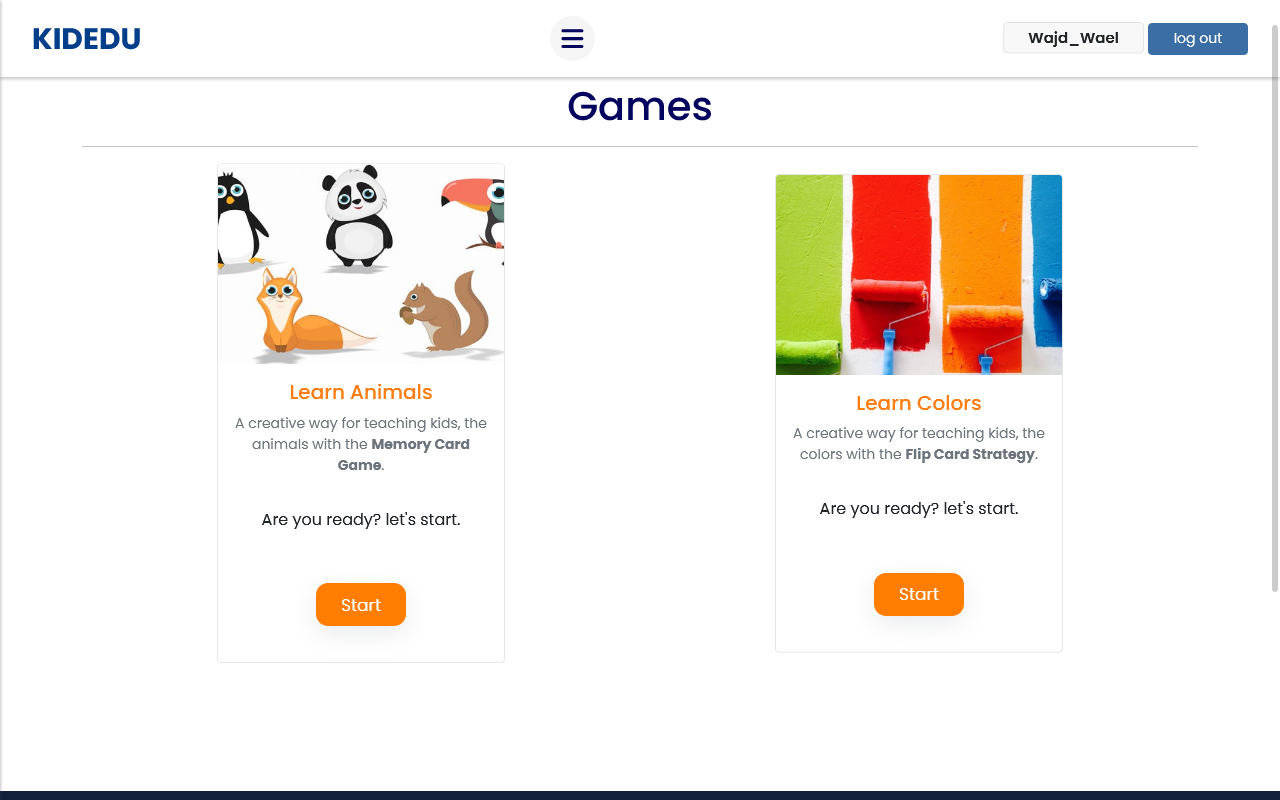 KIDEDU
Wajd_Wael
log out
Games
Learn Animals
A creative way for teaching kids, the
animals with the Memory Card
Game.
Are you ready? let's start.
Start
Learn Colors
A creative way for teaching kids, the
colors with the Flip Card Strategy.
Are you ready? let's start.
Start